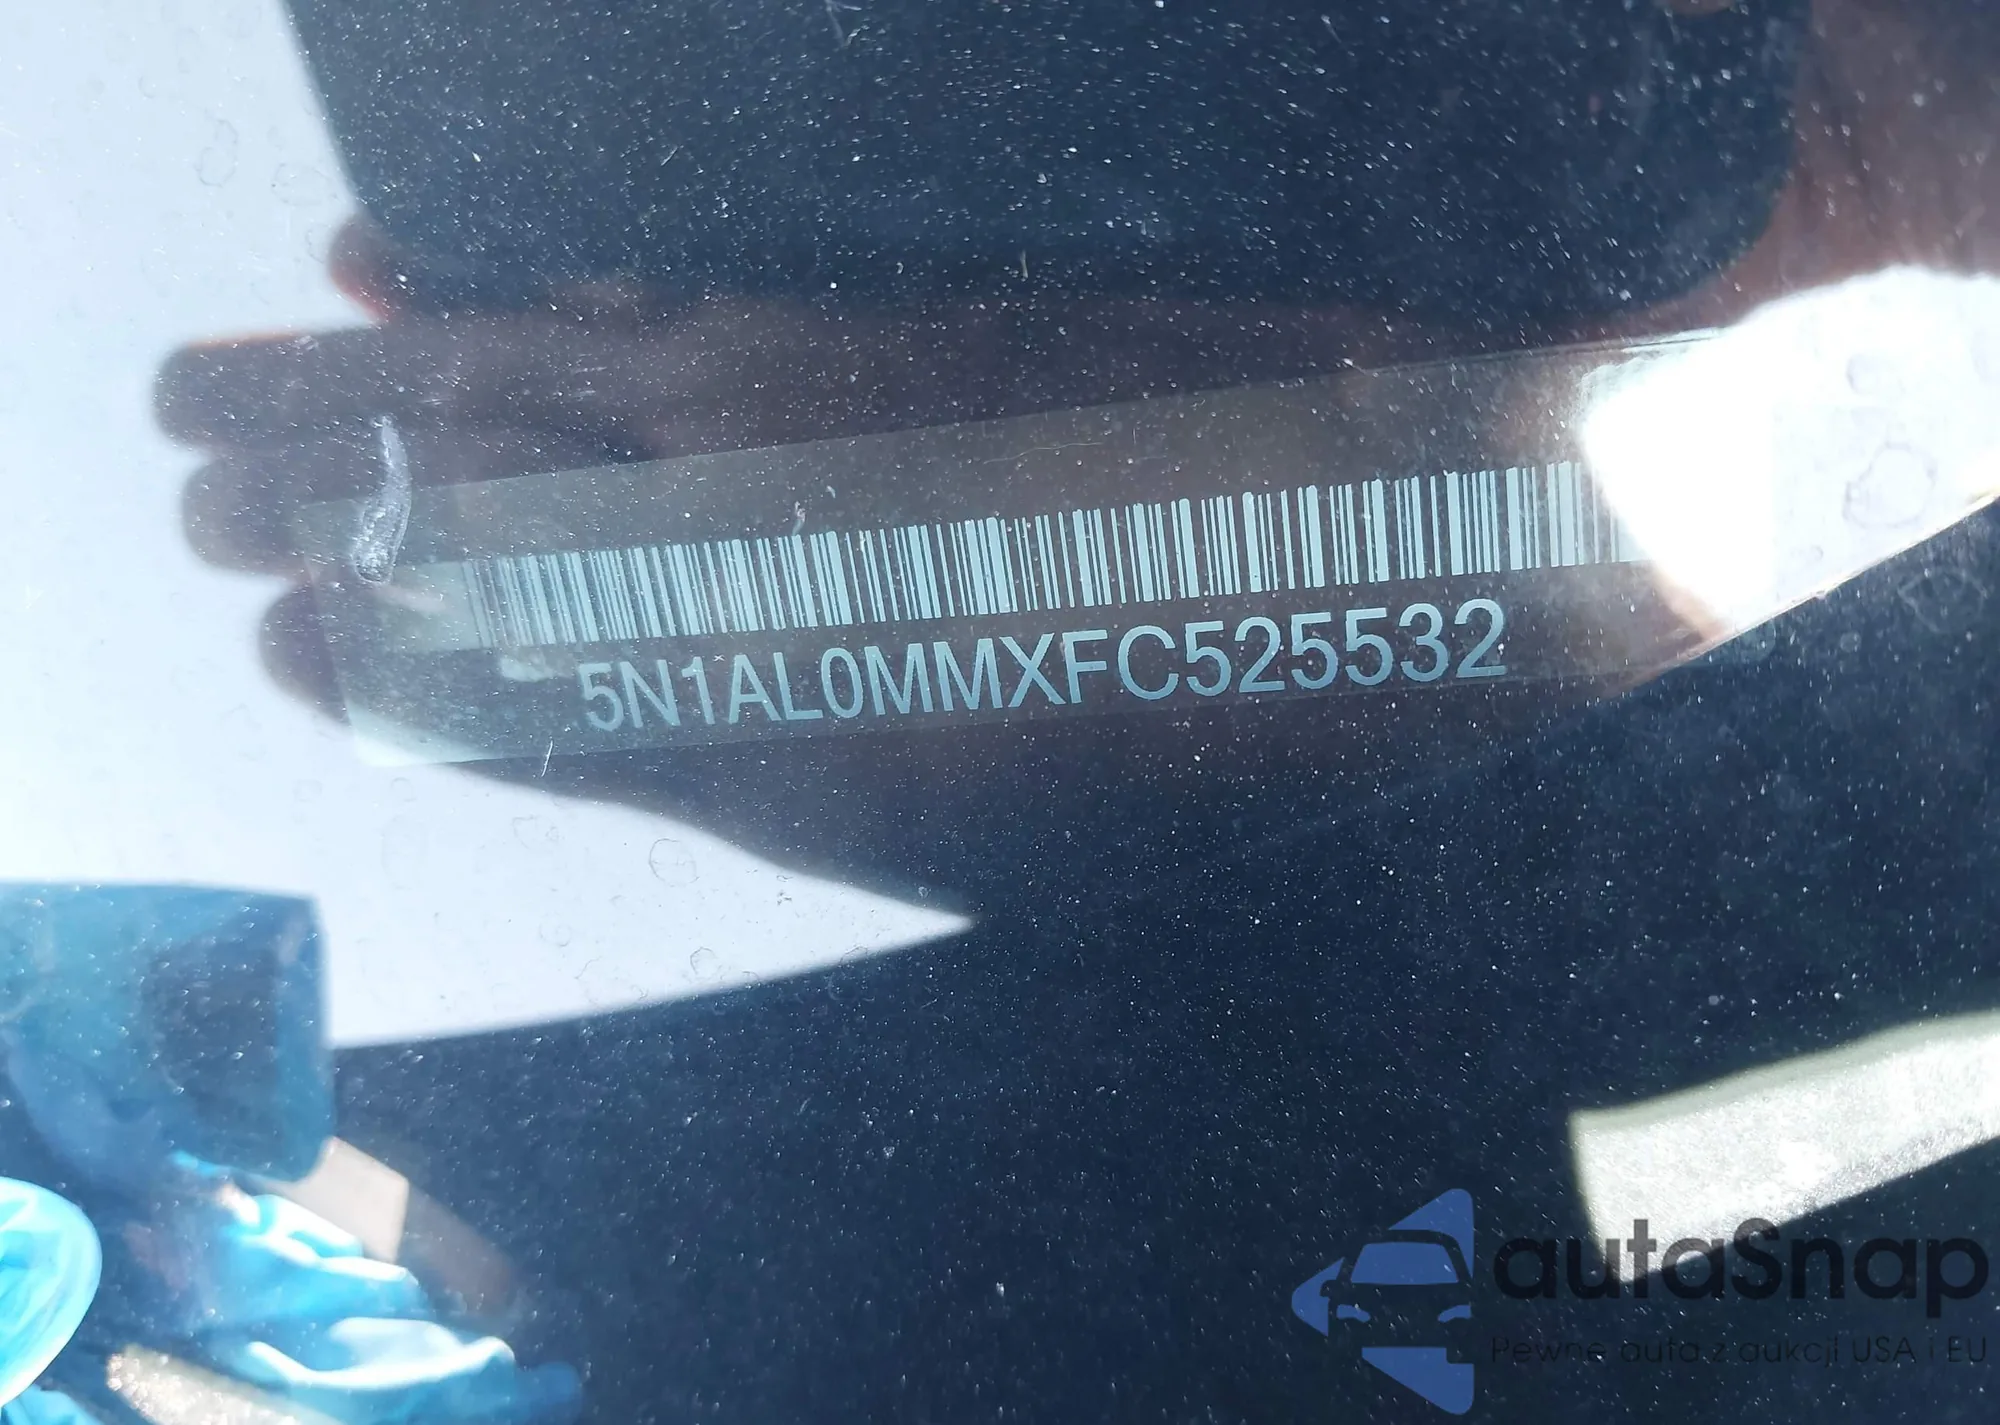 5N1AL0MMXFC525532
autaSnap
Pewne auta z aukcji USA i EU